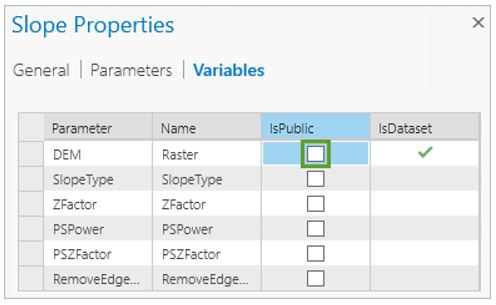 Slope Properties
General | Parameters | Variables
Parameter Name IsPublic IsDataset
DEM Raster
SlopeType SlopeType
ZFactor ZFactor
PSPower PSPower
PSZFactor PSZFactor
RemoveEdge... RemoveEdge...